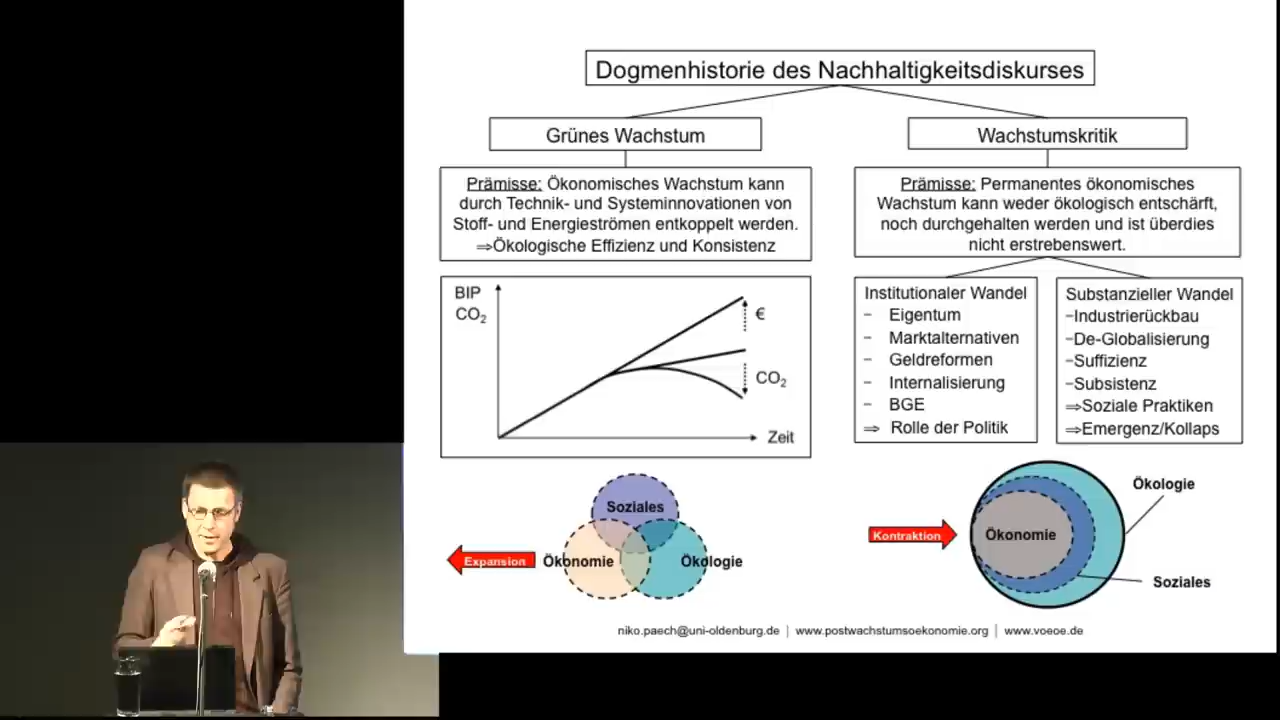 Dogmenhistorie des Nachhaltigkeitsdiskurses
Grünes Wachstum
Prämisse: Ökonomisches Wachstum kann
durch Technik- und Systeminnovationen von
Stoff- und Energieströmen entkoppelt werden.
⇒Ökologische Effizienz und Konsistenz
BIP
CO₂
€
CO₂
Zeit
Soziales
Ökonomie
Ökologie
Expansion
Wachstumskritik
Prämisse: Permanentes ökonomisches
Wachstum kann weder ökologisch entschärft,
noch durchgehalten werden und ist überdies
nicht erstrebenswert.
Institutionaler Wandel
- Eigentum
- Marktalternativen
- Geldreformen
- Internalisierung
- BGE
⇒ Rolle der Politik
Substanzieller Wandel
-Industrierückbau
-De-Globalisierung
-Suffizienz
-Subsistenz
⇒Soziale Praktiken
⇒Emergenz/Kollaps
Kontraktion
Ökonomie
Ökologie
Soziales
niko.paech@uni-oldenburg.de | www.postwachstumsoekonomie.org | www.voeoe.de